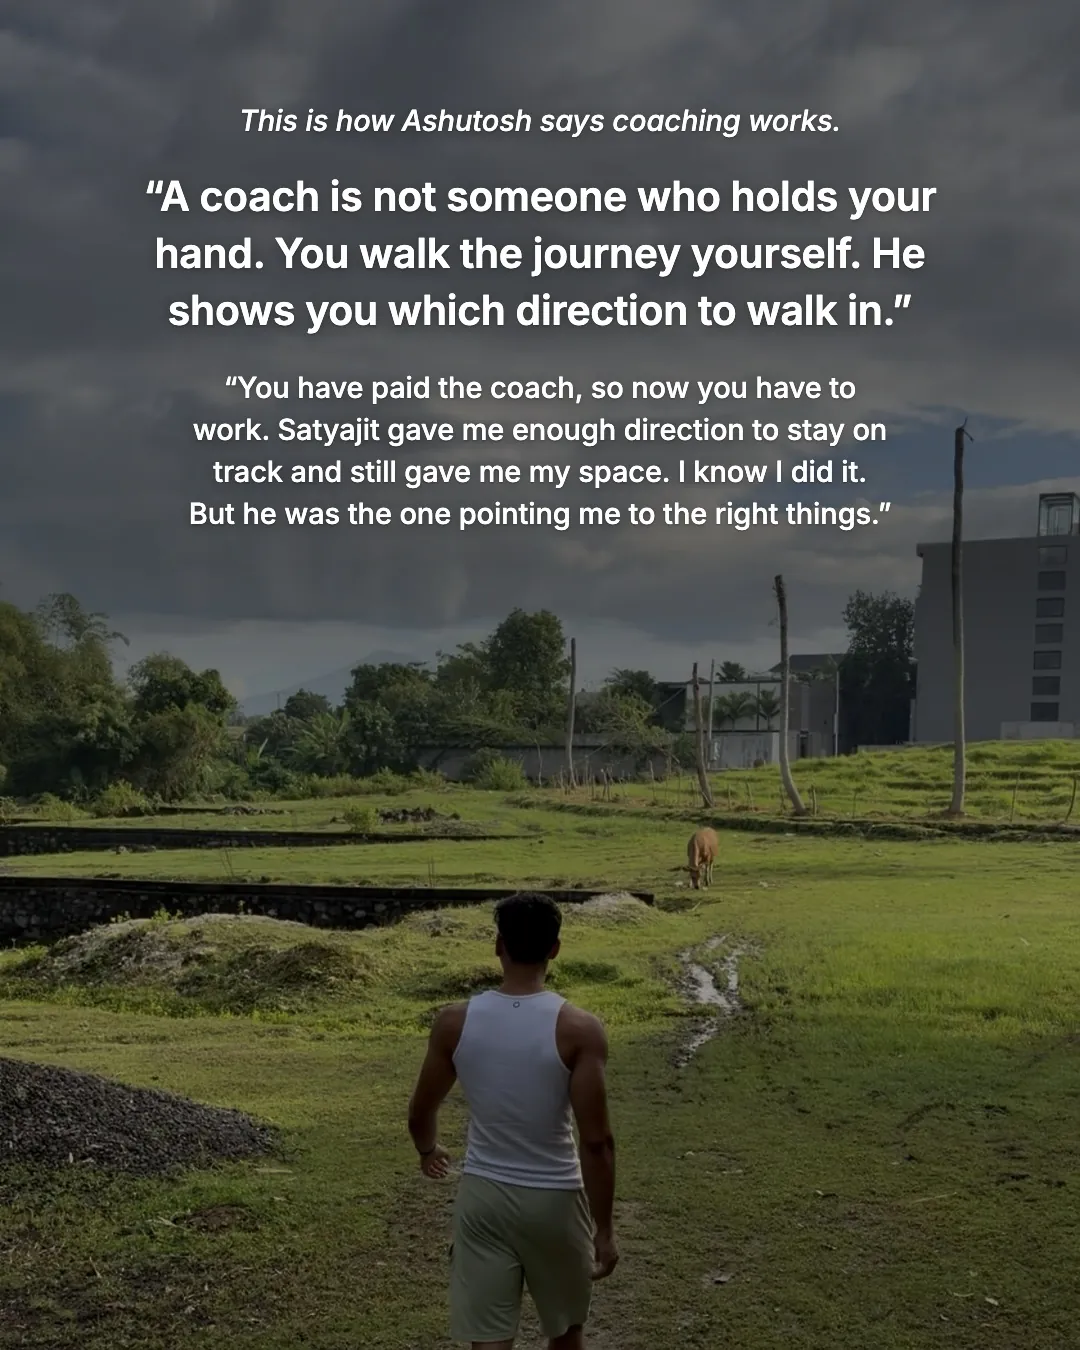 This is how Ashutosh says coaching works.
“A coach is not someone who holds your
hand. You walk the journey yourself. He
shows you which direction to walk in.”
“You have paid the coach, so now you have to
work. Satyajit gave me enough direction to stay on
track and still gave me my space. I know I did it.
But he was the one pointing me to the right things.”